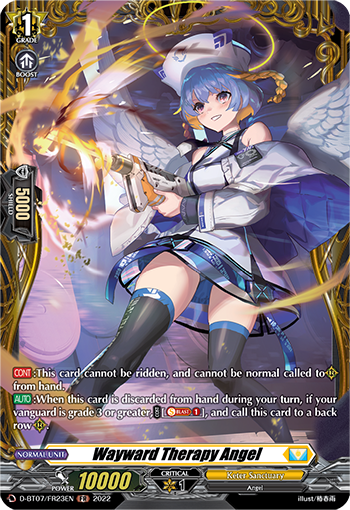 1
GRADE
BOOST
5000
SHIELD
CONT:This card cannot be ridden, and cannot be normal called to R
from hand.
AUTO:When this card is discarded from hand during your turn, if your
vanguard is grade 3 or greater, COST[S BLAST 1], and call this card to a back
row R.
NORMAL UNIT
Wayward Therapy Angel
POWER 10000
CRITICAL
1
Keter Sanctuary
Angel
D-BT07/FR23EN FR 2022
illust/椿春雨